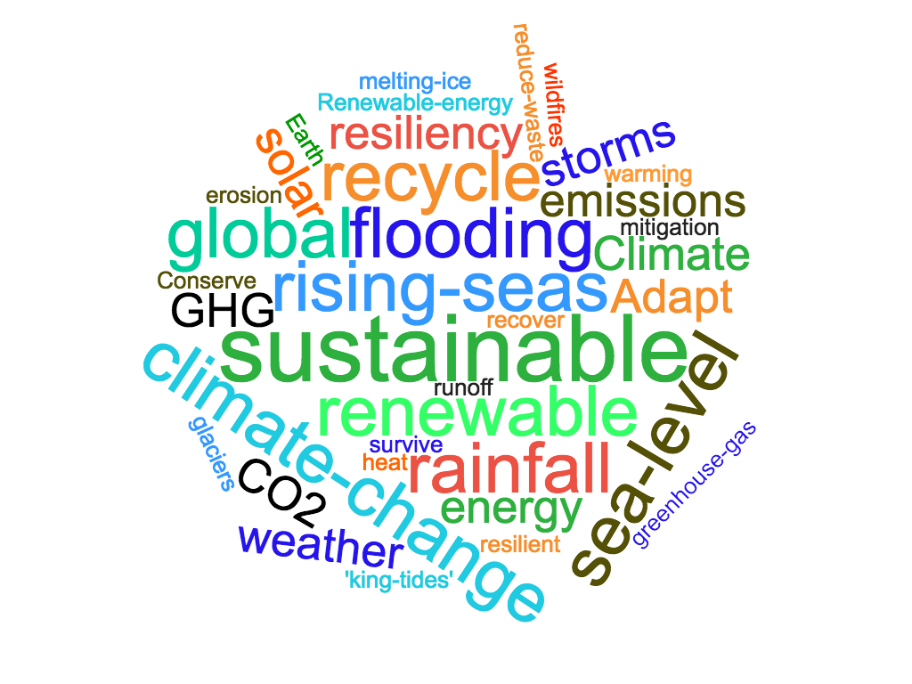 reduce-waste
wildfires
melting-ice
Renewable-energy
Earth
resiliency
storms
solar
recycle
warming
erosion
emissions
global
flooding
mitigation
Climate
Conserve
rising-seas
Adapt
GHG
recover
sustainable
climate-change
sea-level
runoff
renewable
glaciers
survive
heat
rainfall
greenhouse-gas
CO2
energy
weather
resilient
'king-tides'